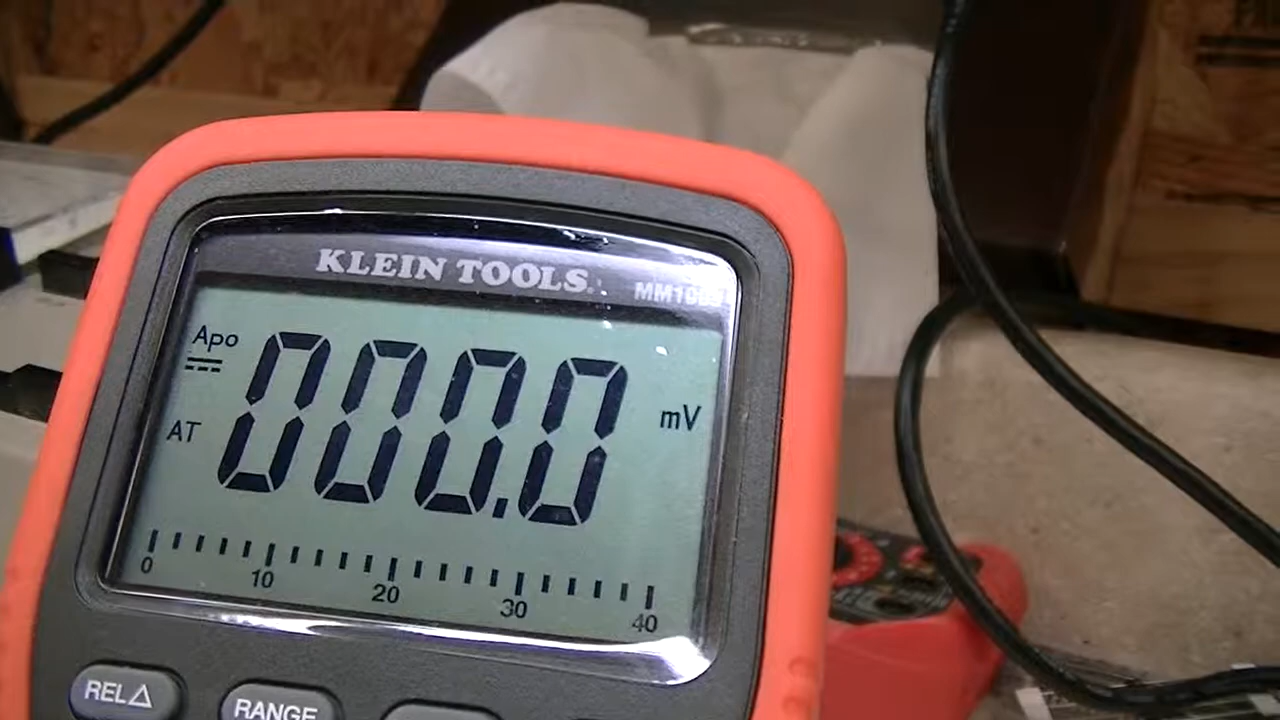 KLEIN TOOLS
Apo
000.0
mV
AT
0 10 20 30 40
REL△
RANGE